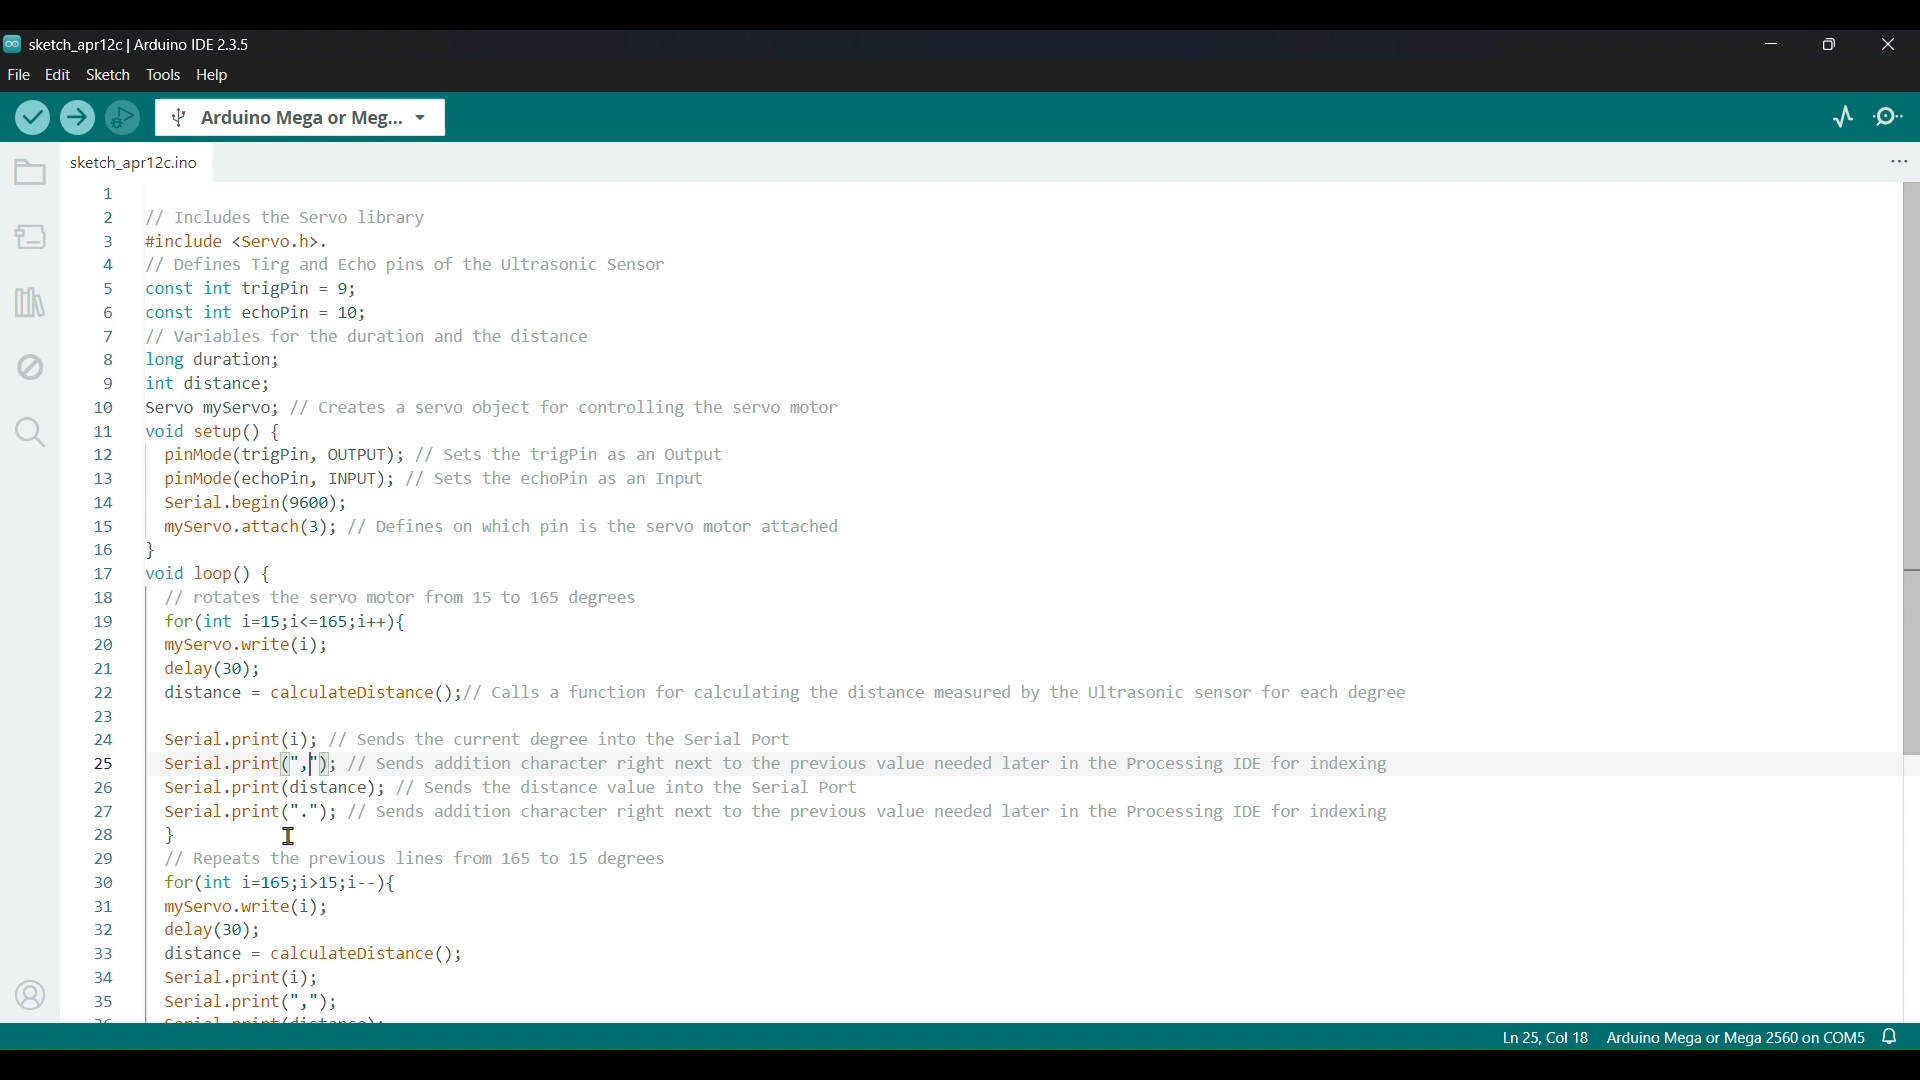 sketch_apr12c | Arduino IDE 2.3.5
File Edit Sketch Tools Help
Arduino Mega or Meg...
sketch_apr12c.ino
1
2 // Includes the Servo library
3 #include <Servo.h>.
4 // Defines Tirg and Echo pins of the Ultrasonic Sensor
5 const int trigPin = 9;
6 const int echoPin = 10;
7 // Variables for the duration and the distance
8 long duration;
9 int distance;
10 Servo myServo; // Creates a servo object for controlling the servo motor
11 void setup() {
12 pinMode(trigPin, OUTPUT); // Sets the trigPin as an Output
13 pinMode(echoPin, INPUT); // Sets the echoPin as an Input
14 Serial.begin(9600);
15 myServo.attach(3); // Defines on which pin is the servo motor attached
16 }
17 void loop() {
18 // rotates the servo motor from 15 to 165 degrees
19 for(int i=15;i<=165;i++){
20 myServo.write(i);
21 delay(30);
22 distance = calculateDistance();// Calls a function for calculating the distance measured by the Ultrasonic sensor for each degree
23
24 Serial.print(i); // Sends the current degree into the Serial Port
25 Serial.print(","); // Sends addition character right next to the previous value needed later in the Processing IDE for indexing
26 Serial.print(distance); // Sends the distance value into the Serial Port
27 Serial.print("."); // Sends addition character right next to the previous value needed later in the Processing IDE for indexing
28 }
29 // Repeats the previous lines from 165 to 15 degrees
30 for(int i=165;i>15;i--){
31 myServo.write(i);
32 delay(30);
33 distance = calculateDistance();
34 Serial.print(i);
35 Serial.print(",");
36 Serial.print(distance);
Ln 25, Col 18 Arduino Mega or Mega 2560 on COM5